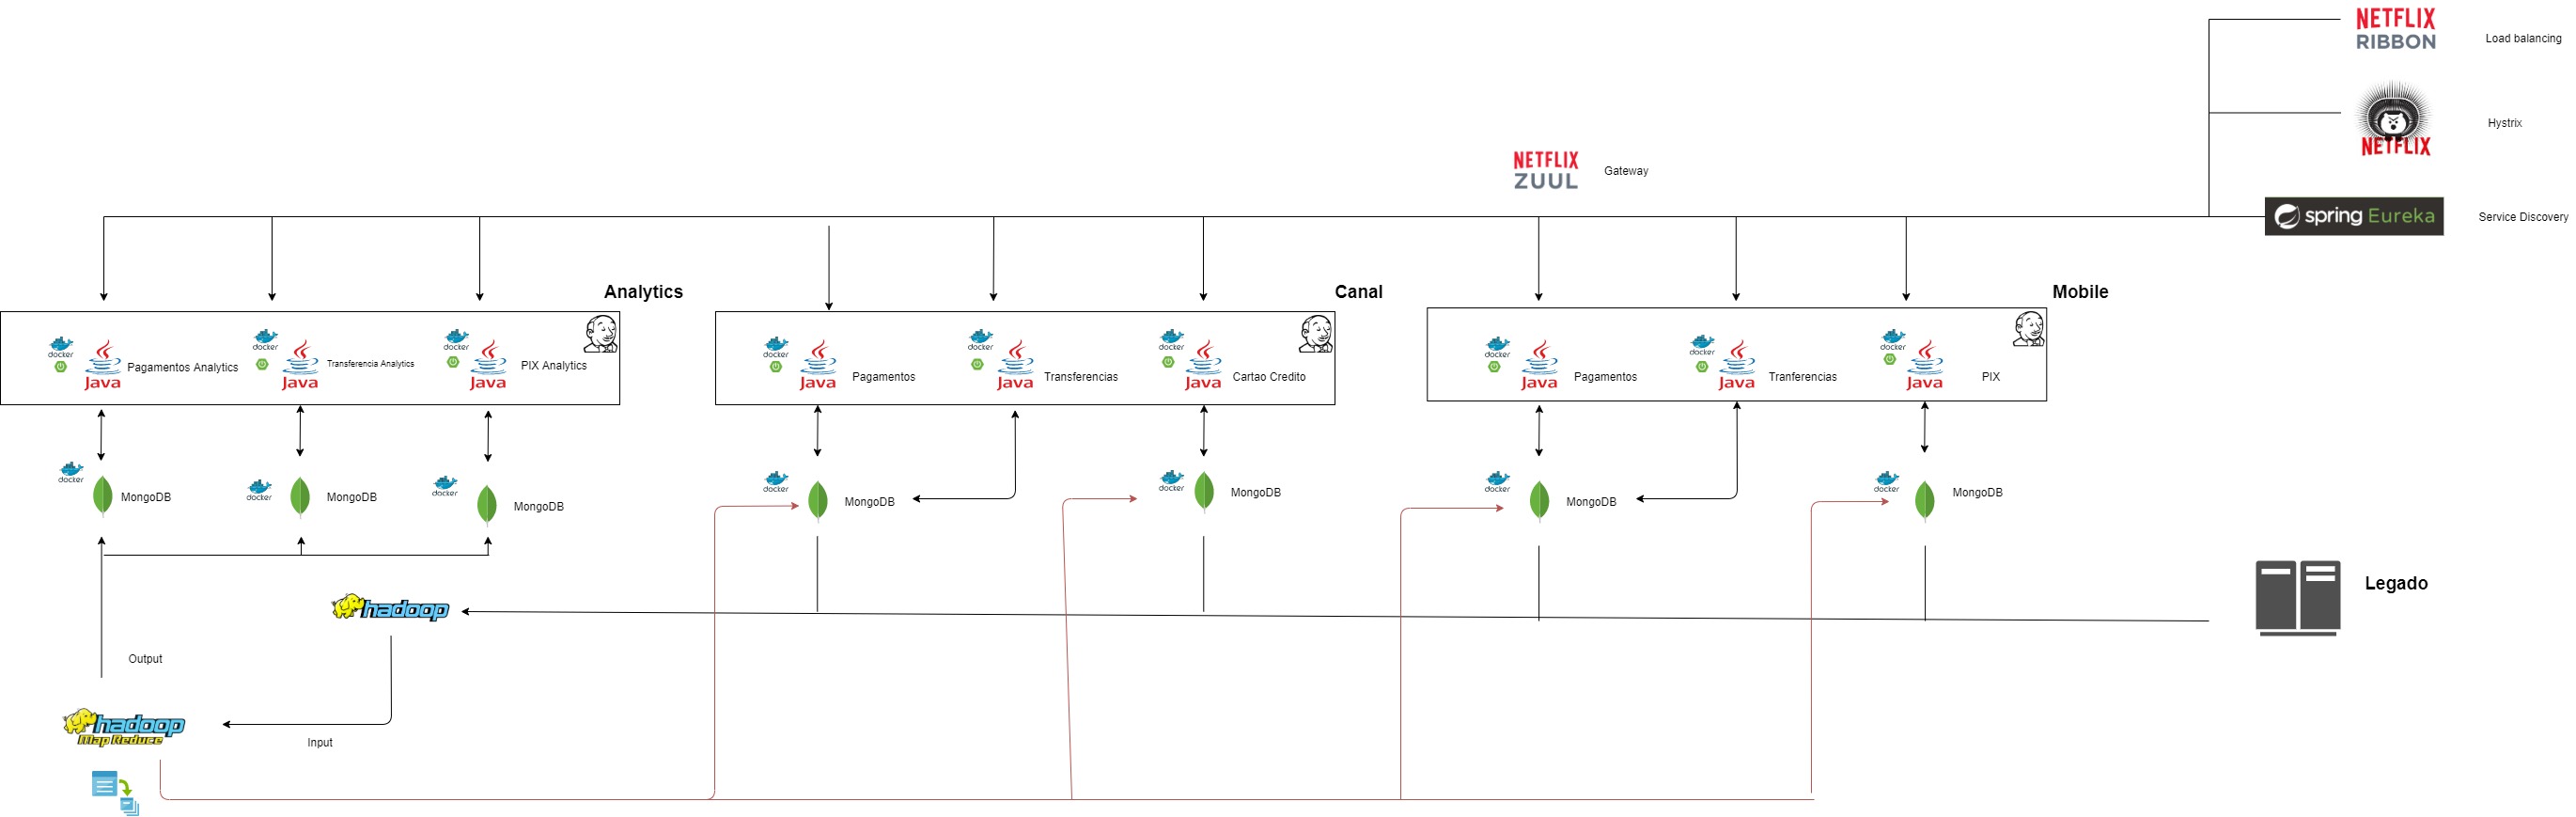 NETFLIX
RIBBON
Load balancing
Hystrix
NETFLIX
NETFLIX
ZUUL
Gateway
spring Eureka
Service Discovery
Analytics
Canal
Mobile
docker
Java
Pagamentos Analytics
docker
Java
Transferencia Analytics
docker
Java
PIX Analytics
docker
Java
Pagamentos
docker
Java
Transferencias
docker
Java
Cartao Credito
docker
Java
Pagamentos
docker
Java
Tranferencias
docker
Java
PIX
docker
MongoDB
docker
MongoDB
docker
MongoDB
docker
MongoDB
docker
MongoDB
docker
MongoDB
docker
MongoDB
Legado
hadoop
Output
hadoop
Map Reduce
Input